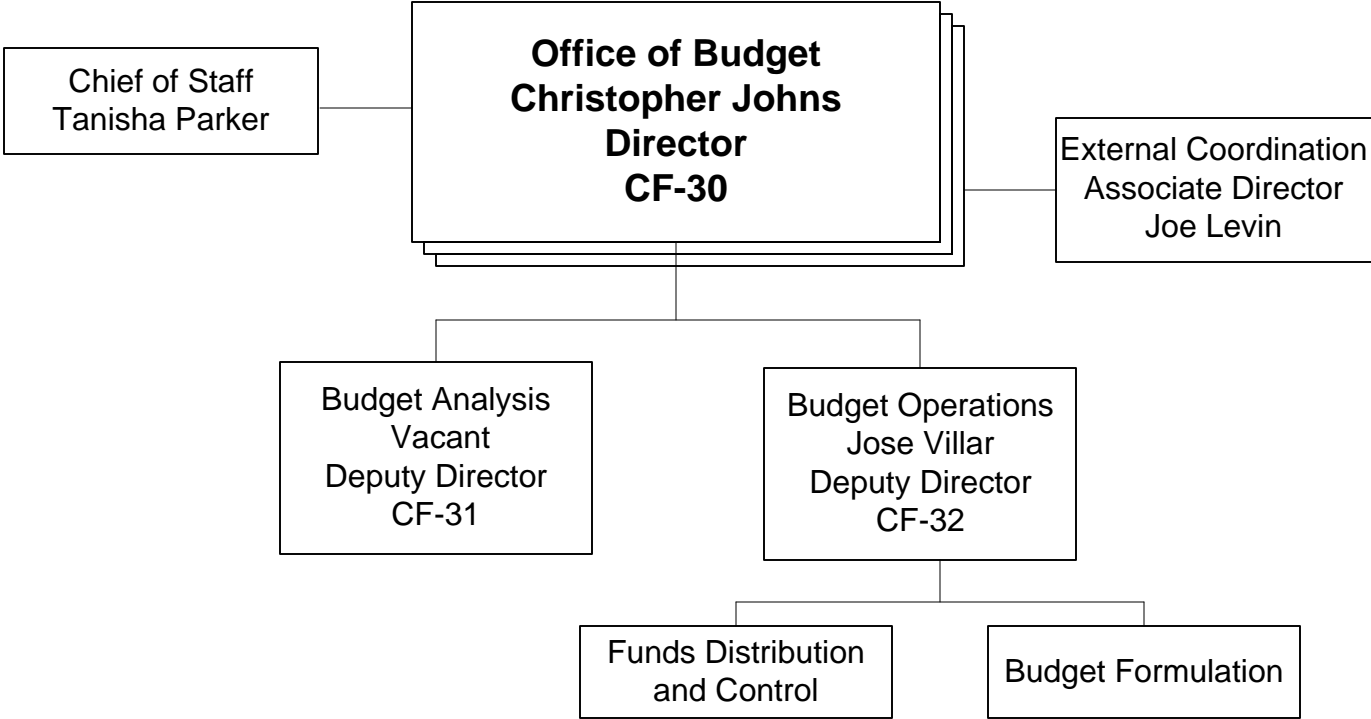 Office of Budget
Christopher Johns
Director
CF-30
Chief of Staff
Tanisha Parker
External Coordination
Associate Director
Joe Levin
Budget Analysis
Vacant
Deputy Director
CF-31
Budget Operations
Jose Villar
Deputy Director
CF-32
Funds Distribution
and Control
Budget Formulation